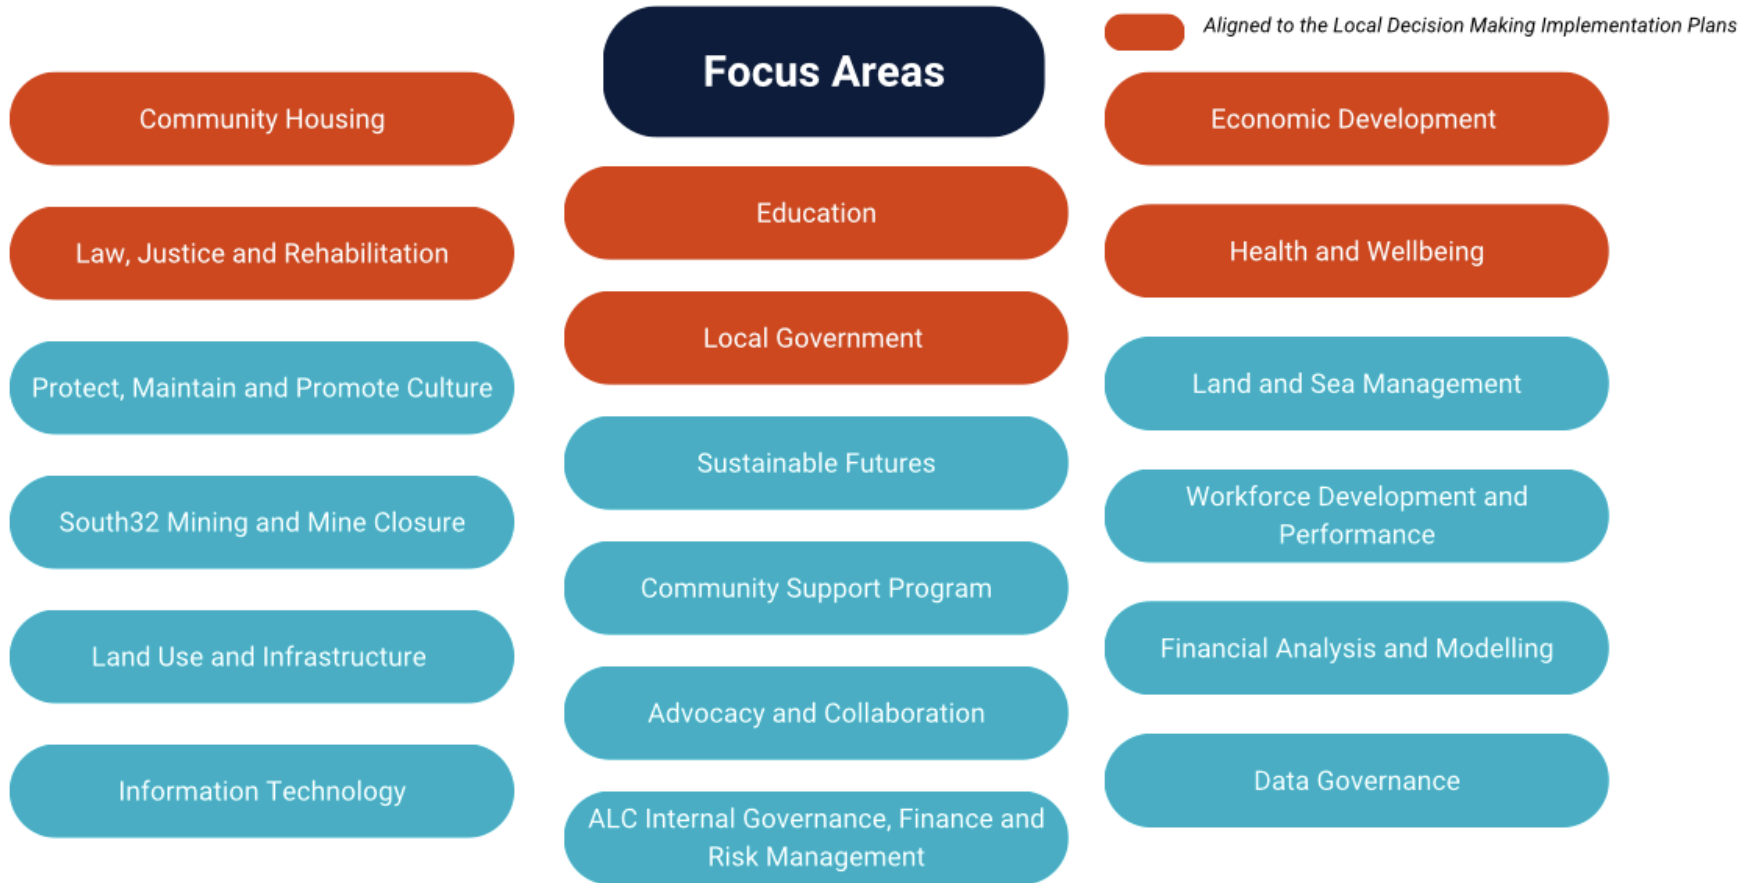 Focus Areas
Aligned to the Local Decision Making Implementation Plans
Community Housing
Law, Justice and Rehabilitation
Protect, Maintain and Promote Culture
South32 Mining and Mine Closure
Land Use and Infrastructure
Information Technology
Education
Local Government
Sustainable Futures
Community Support Program
Advocacy and Collaboration
ALC Internal Governance, Finance and
Risk Management
Economic Development
Health and Wellbeing
Land and Sea Management
Workforce Development and
Performance
Financial Analysis and Modelling
Data Governance